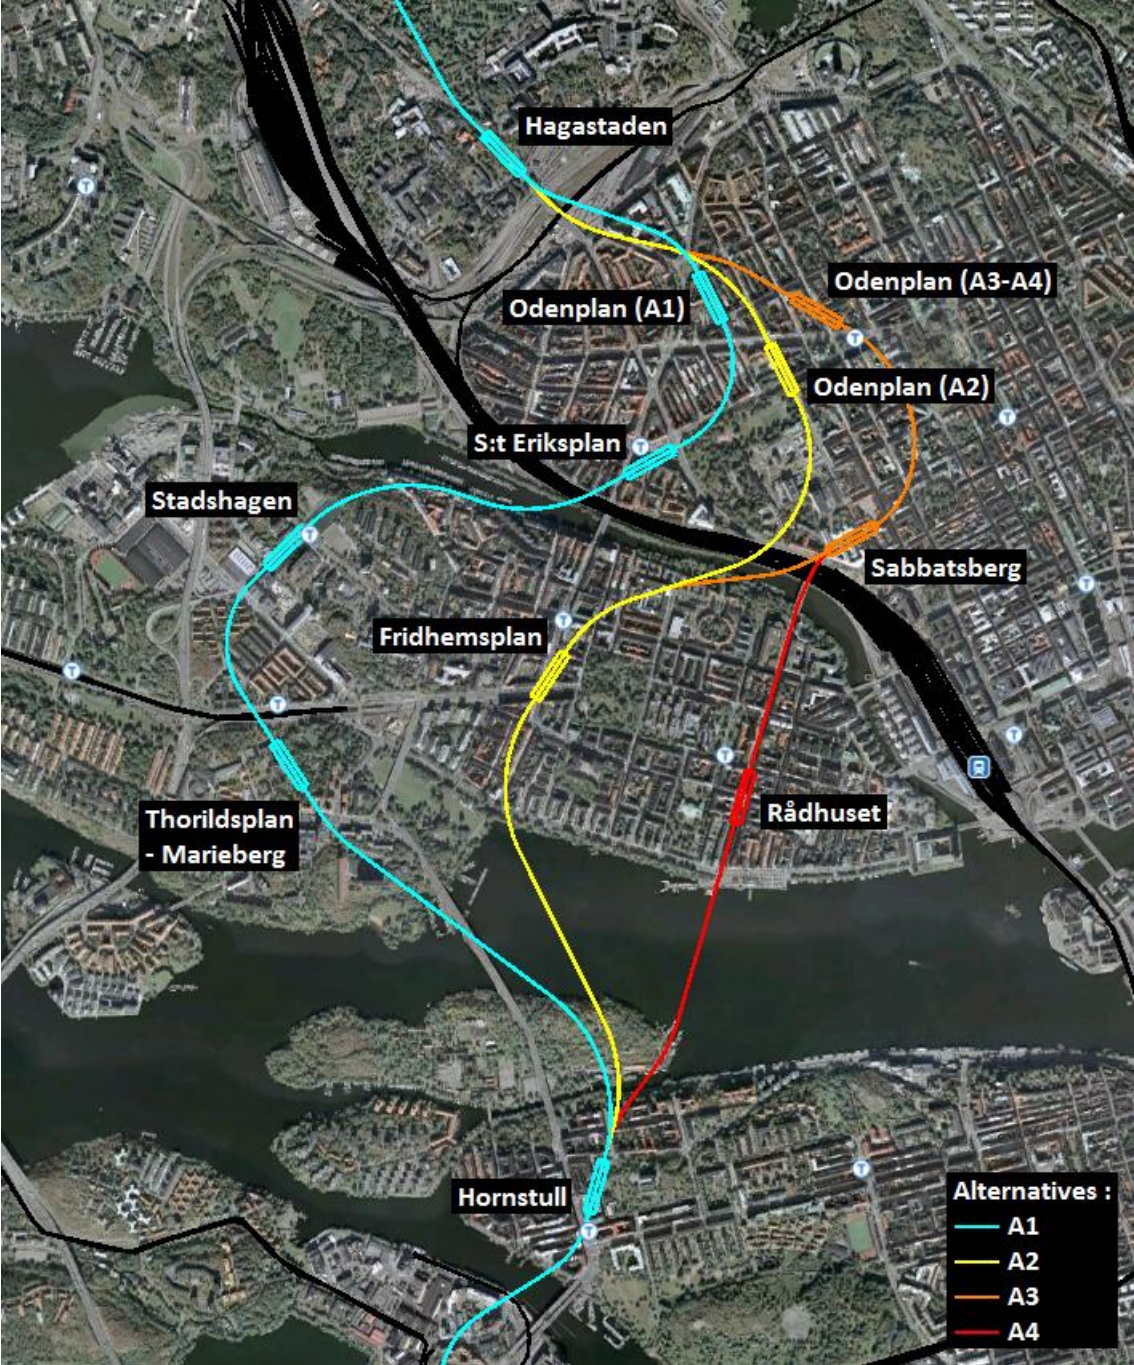 Hagastaden
Odenplan (A3-A4)
Odenplan (A1)
Odenplan (A2)
S:t Eriksplan
Stadshagen
Sabbatsberg
Fridhemsplan
Rådhuset
Thorildsplan
- Marieberg
Hornstull
Alternatives :
A1
A2
A3
A4
T
T
T
T
T
T
T
T
T
T
T
T
T
T